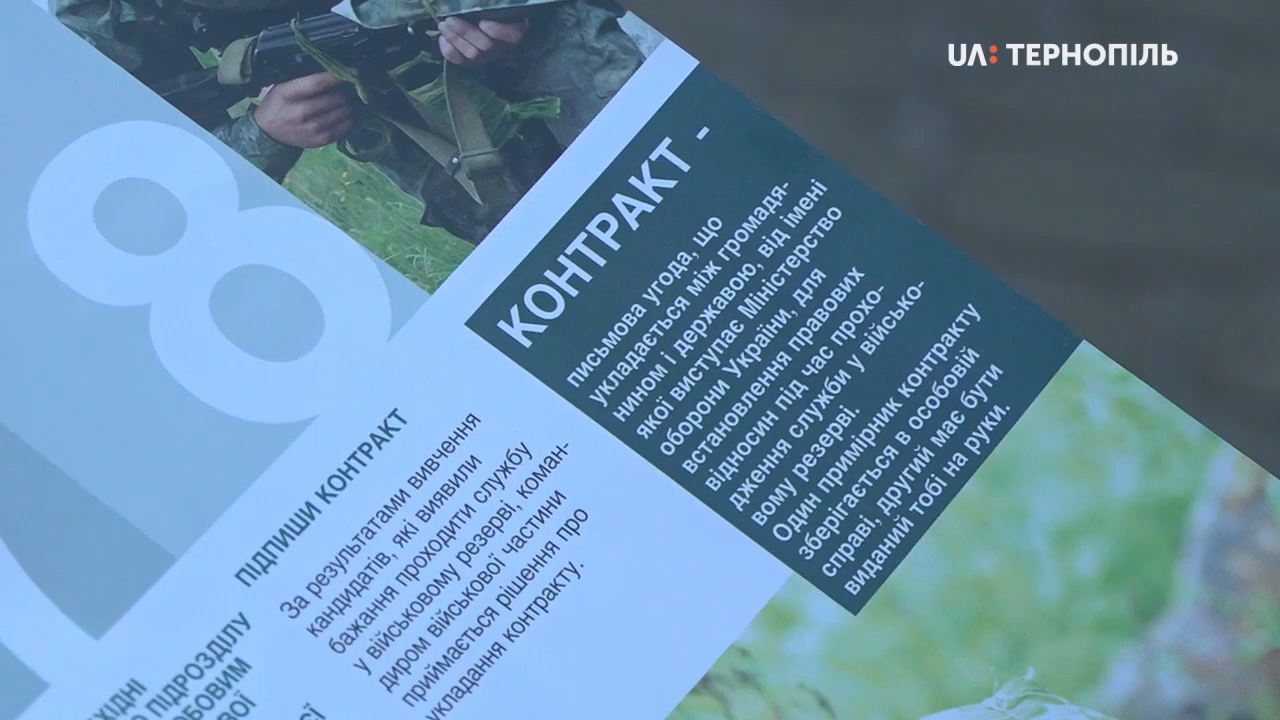 UA: ТЕРНОПІЛЬ
8
КОНТРАКТ -
письмова угода, що
укладається між громадя-
нином і державою, від імені
якої виступає Міністерство
оборони України, для
встановлення правових
відносин під час прохо-
дження служби у військо-
вому резерві.
Один примірник контракту
зберігається в особовій
справі, другий має бути
виданий тобі на руки.
ПІДПИШИ КОНТРАКТ
За результатами вивчення
кандидатів, які виявили
бажання проходити службу
у військовому резерві, коман-
диром військової частини
приймається рішення про
укладання контракту.
ПІДРОЗДІЛУ